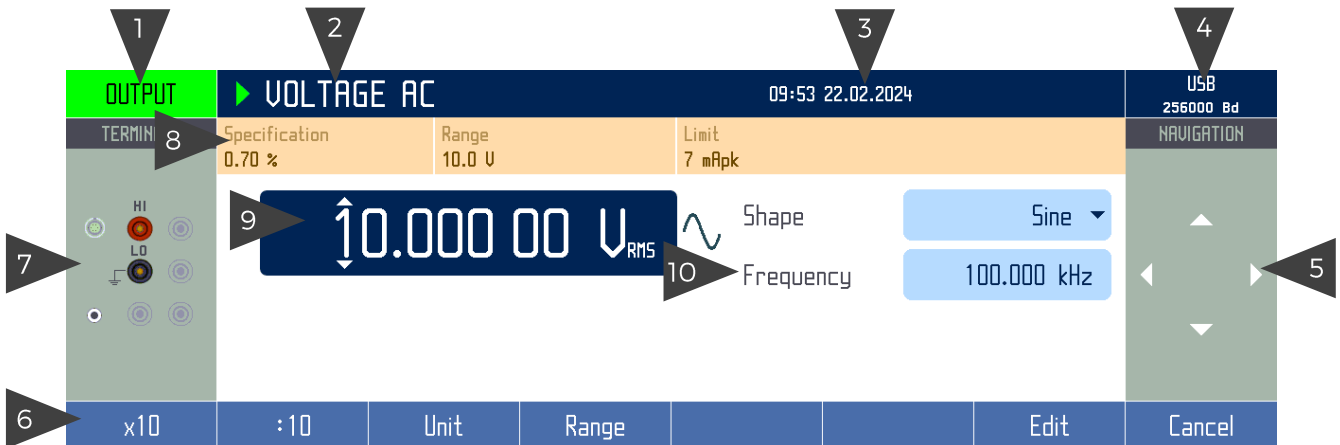 1
2
3
4
OUTPUT
VOLTAGE AC
09:53 22.02.2024
USB
256000 Bd
8
Specification
0.70 %
Range
10.0 V
Limit
7 mApk
NAVIGATION
HI
LO
7
9
10.000 00 VRMS
Shape
Sine
10
Frequency
100.000 kHz
5
6
x10
:10
Unit
Range
Edit
Cancel